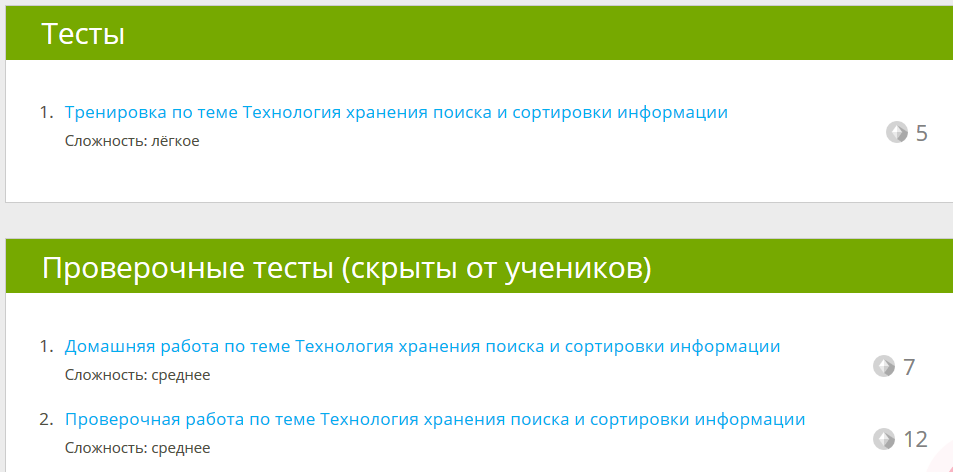 Тесты
1. Тренировка по теме Технология хранения поиска и сортировки информации
Сложность: лёгкое
5
Проверочные тесты (скрыты от учеников)
1. Домашняя работа по теме Технология хранения поиска и сортировки информации
Сложность: среднее
7
2. Проверочная работа по теме Технология хранения поиска и сортировки информации
Сложность: среднее
12